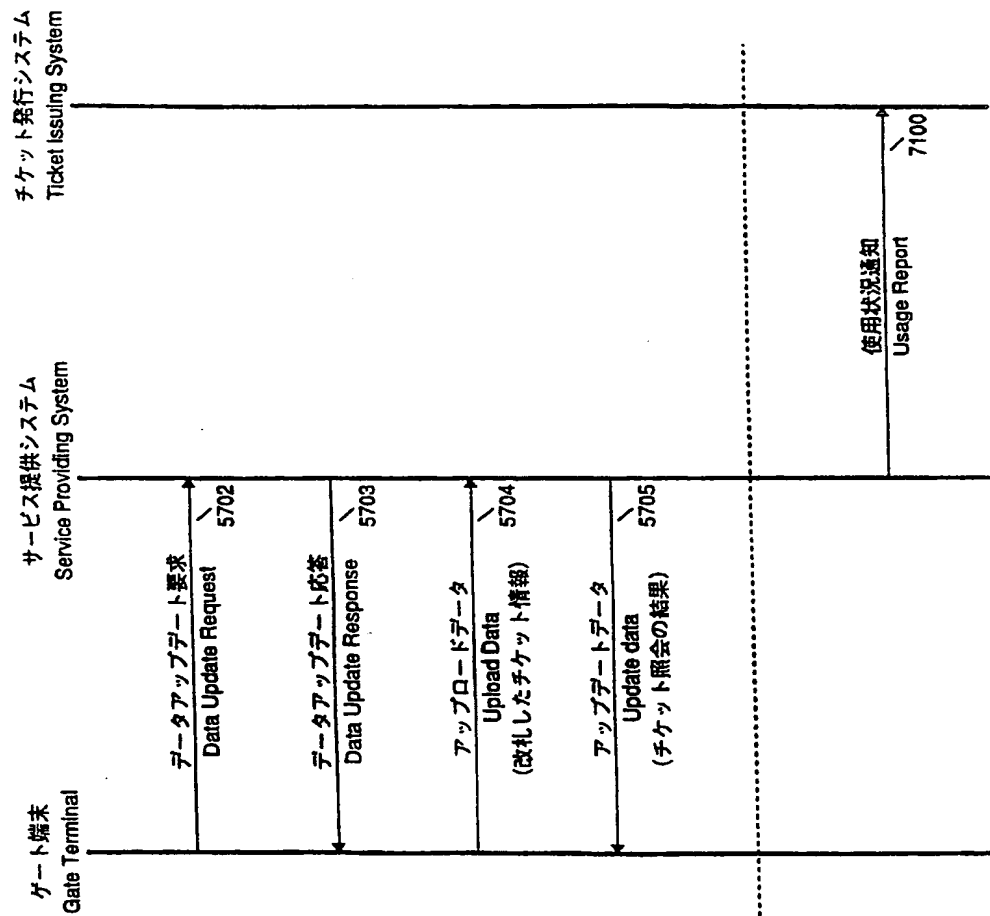 ゲート端末
Gate Terminal
サービス提供システム
Service Providing System
チケット発行システム
Ticket Issuing System
データアップデート要求
Data Update Request
5702
データアップデート応答
Data Update Response
5703
アップロードデータ
Upload Data
(改札したチケット情報)
5704
アップデートデータ
Update data
(チケット照会の結果)
5705
使用状況通知
Usage Report
7100